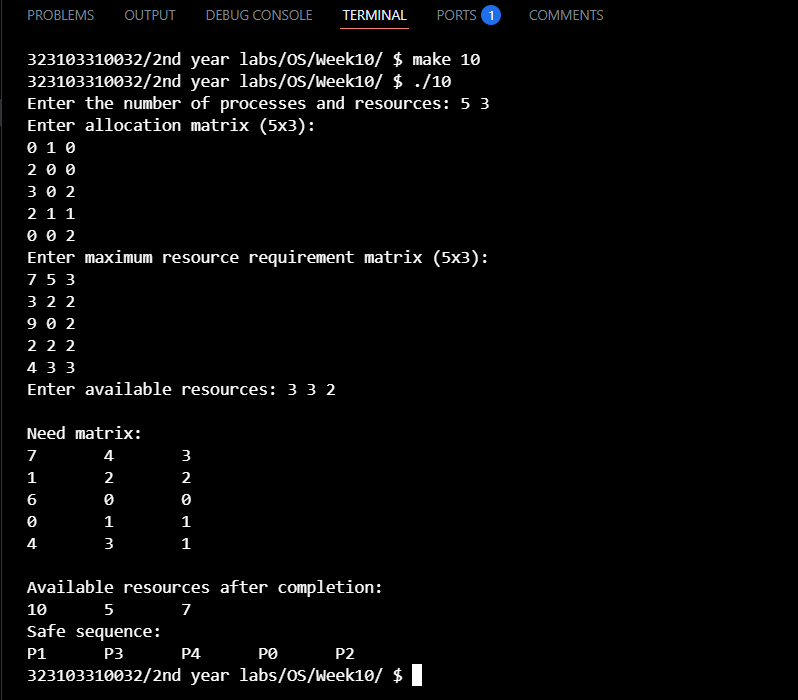 PROBLEMS OUTPUT DEBUG CONSOLE TERMINAL PORTS 1 COMMENTS
323103310032/2nd year labs/OS/Week10/ $ make 10
323103310032/2nd year labs/OS/Week10/ $ ./10
Enter the number of processes and resources: 5 3
Enter allocation matrix (5x3):
0 1 0
2 0 0
3 0 2
2 1 1
0 0 2
Enter maximum resource requirement matrix (5x3):
7 5 3
3 2 2
9 0 2
2 2 2
4 3 3
Enter available resources: 3 3 2
Need matrix:
7 4 3
1 2 2
6 0 0
0 1 1
4 3 1
Available resources after completion:
10 5 7
Safe sequence:
P1 P3 P4 P0 P2
323103310032/2nd year labs/OS/Week10/ $